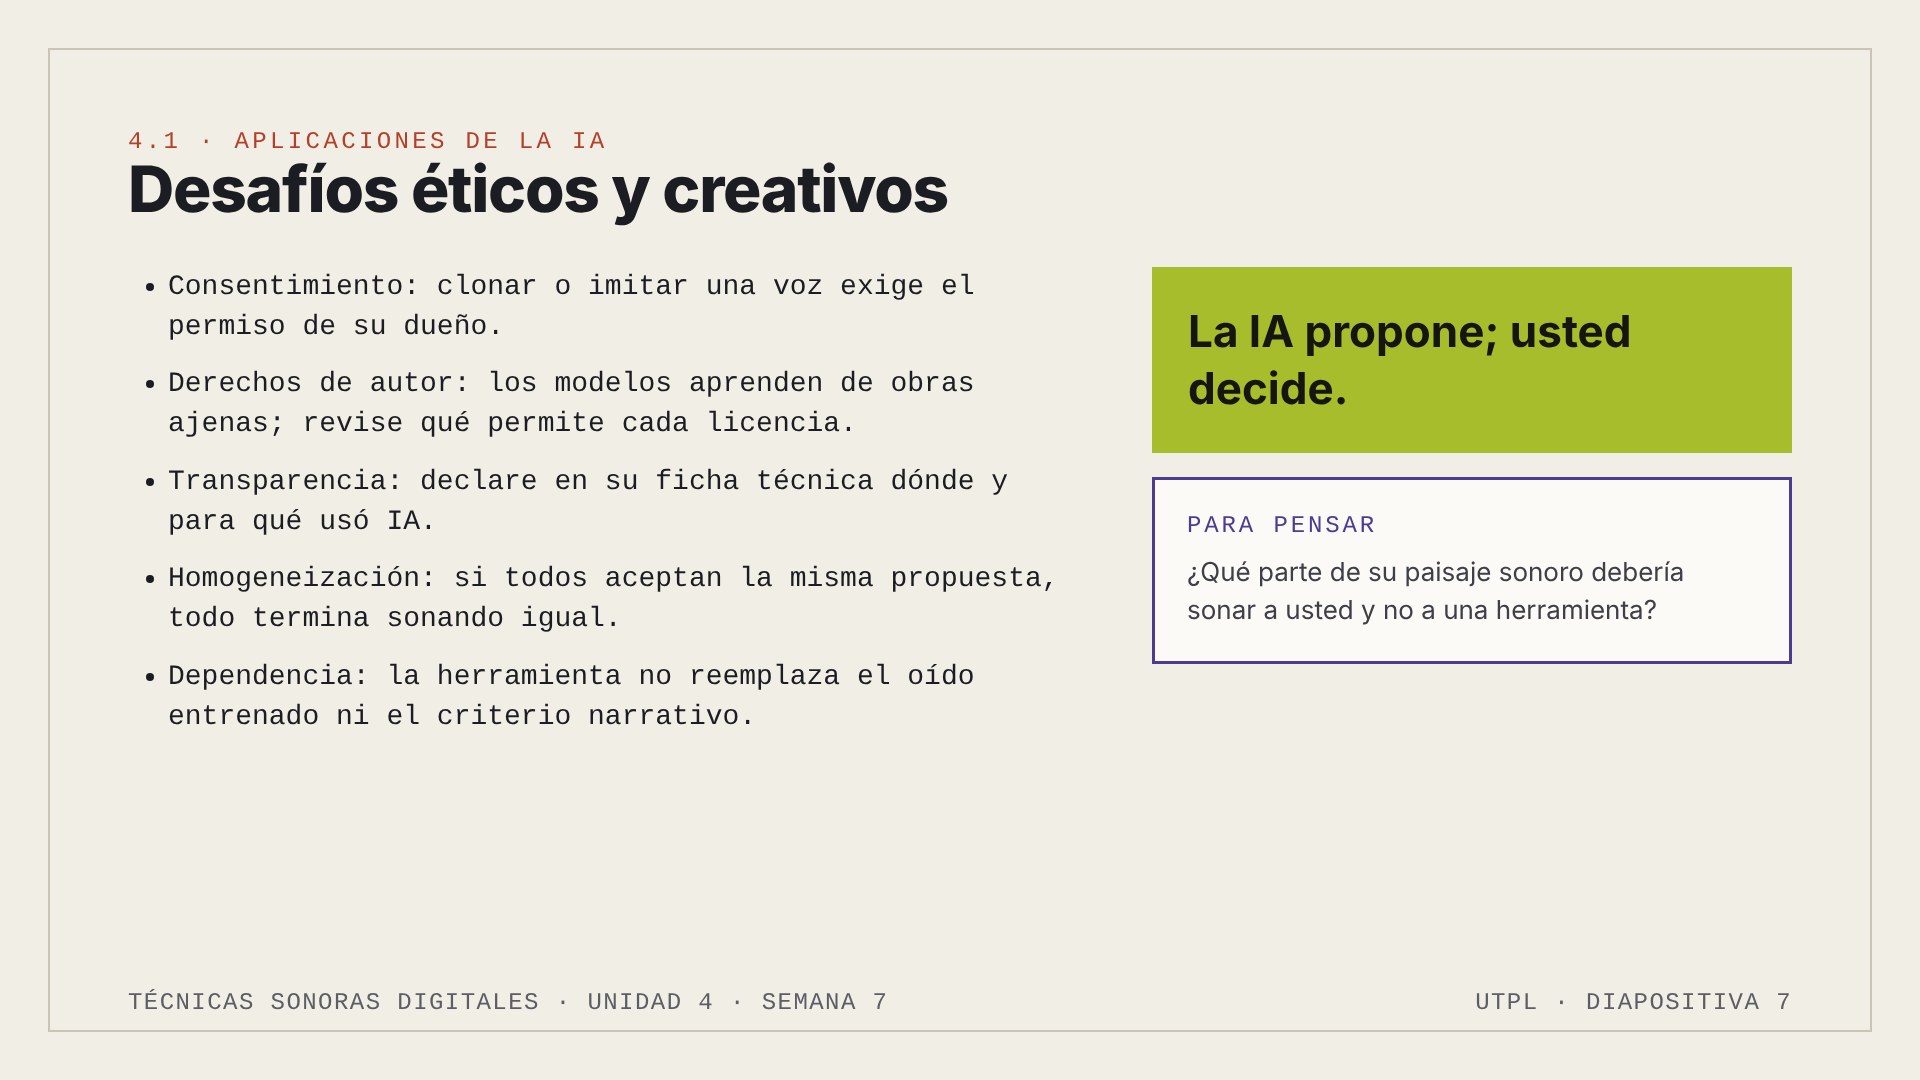 4.1 · APLICACIONES DE LA IA
Desafíos éticos y creativos
• Consentimiento: clonar o imitar una voz exige el
permiso de su dueño.
• Derechos de autor: los modelos aprenden de obras
ajenas; revise qué permite cada licencia.
• Transparencia: declare en su ficha técnica dónde y
para qué usó IA.
• Homogeneización: si todos aceptan la misma propuesta,
todo termina sonando igual.
• Dependencia: la herramienta no reemplaza el oído
entrenado ni el criterio narrativo.
La IA propone; usted
decide.
PARA PENSAR
¿Qué parte de su paisaje sonoro debería
sonar a usted y no a una herramienta?
TÉCNICAS SONORAS DIGITALES · UNIDAD 4 · SEMANA 7
UTPL · DIAPOSITIVA 7